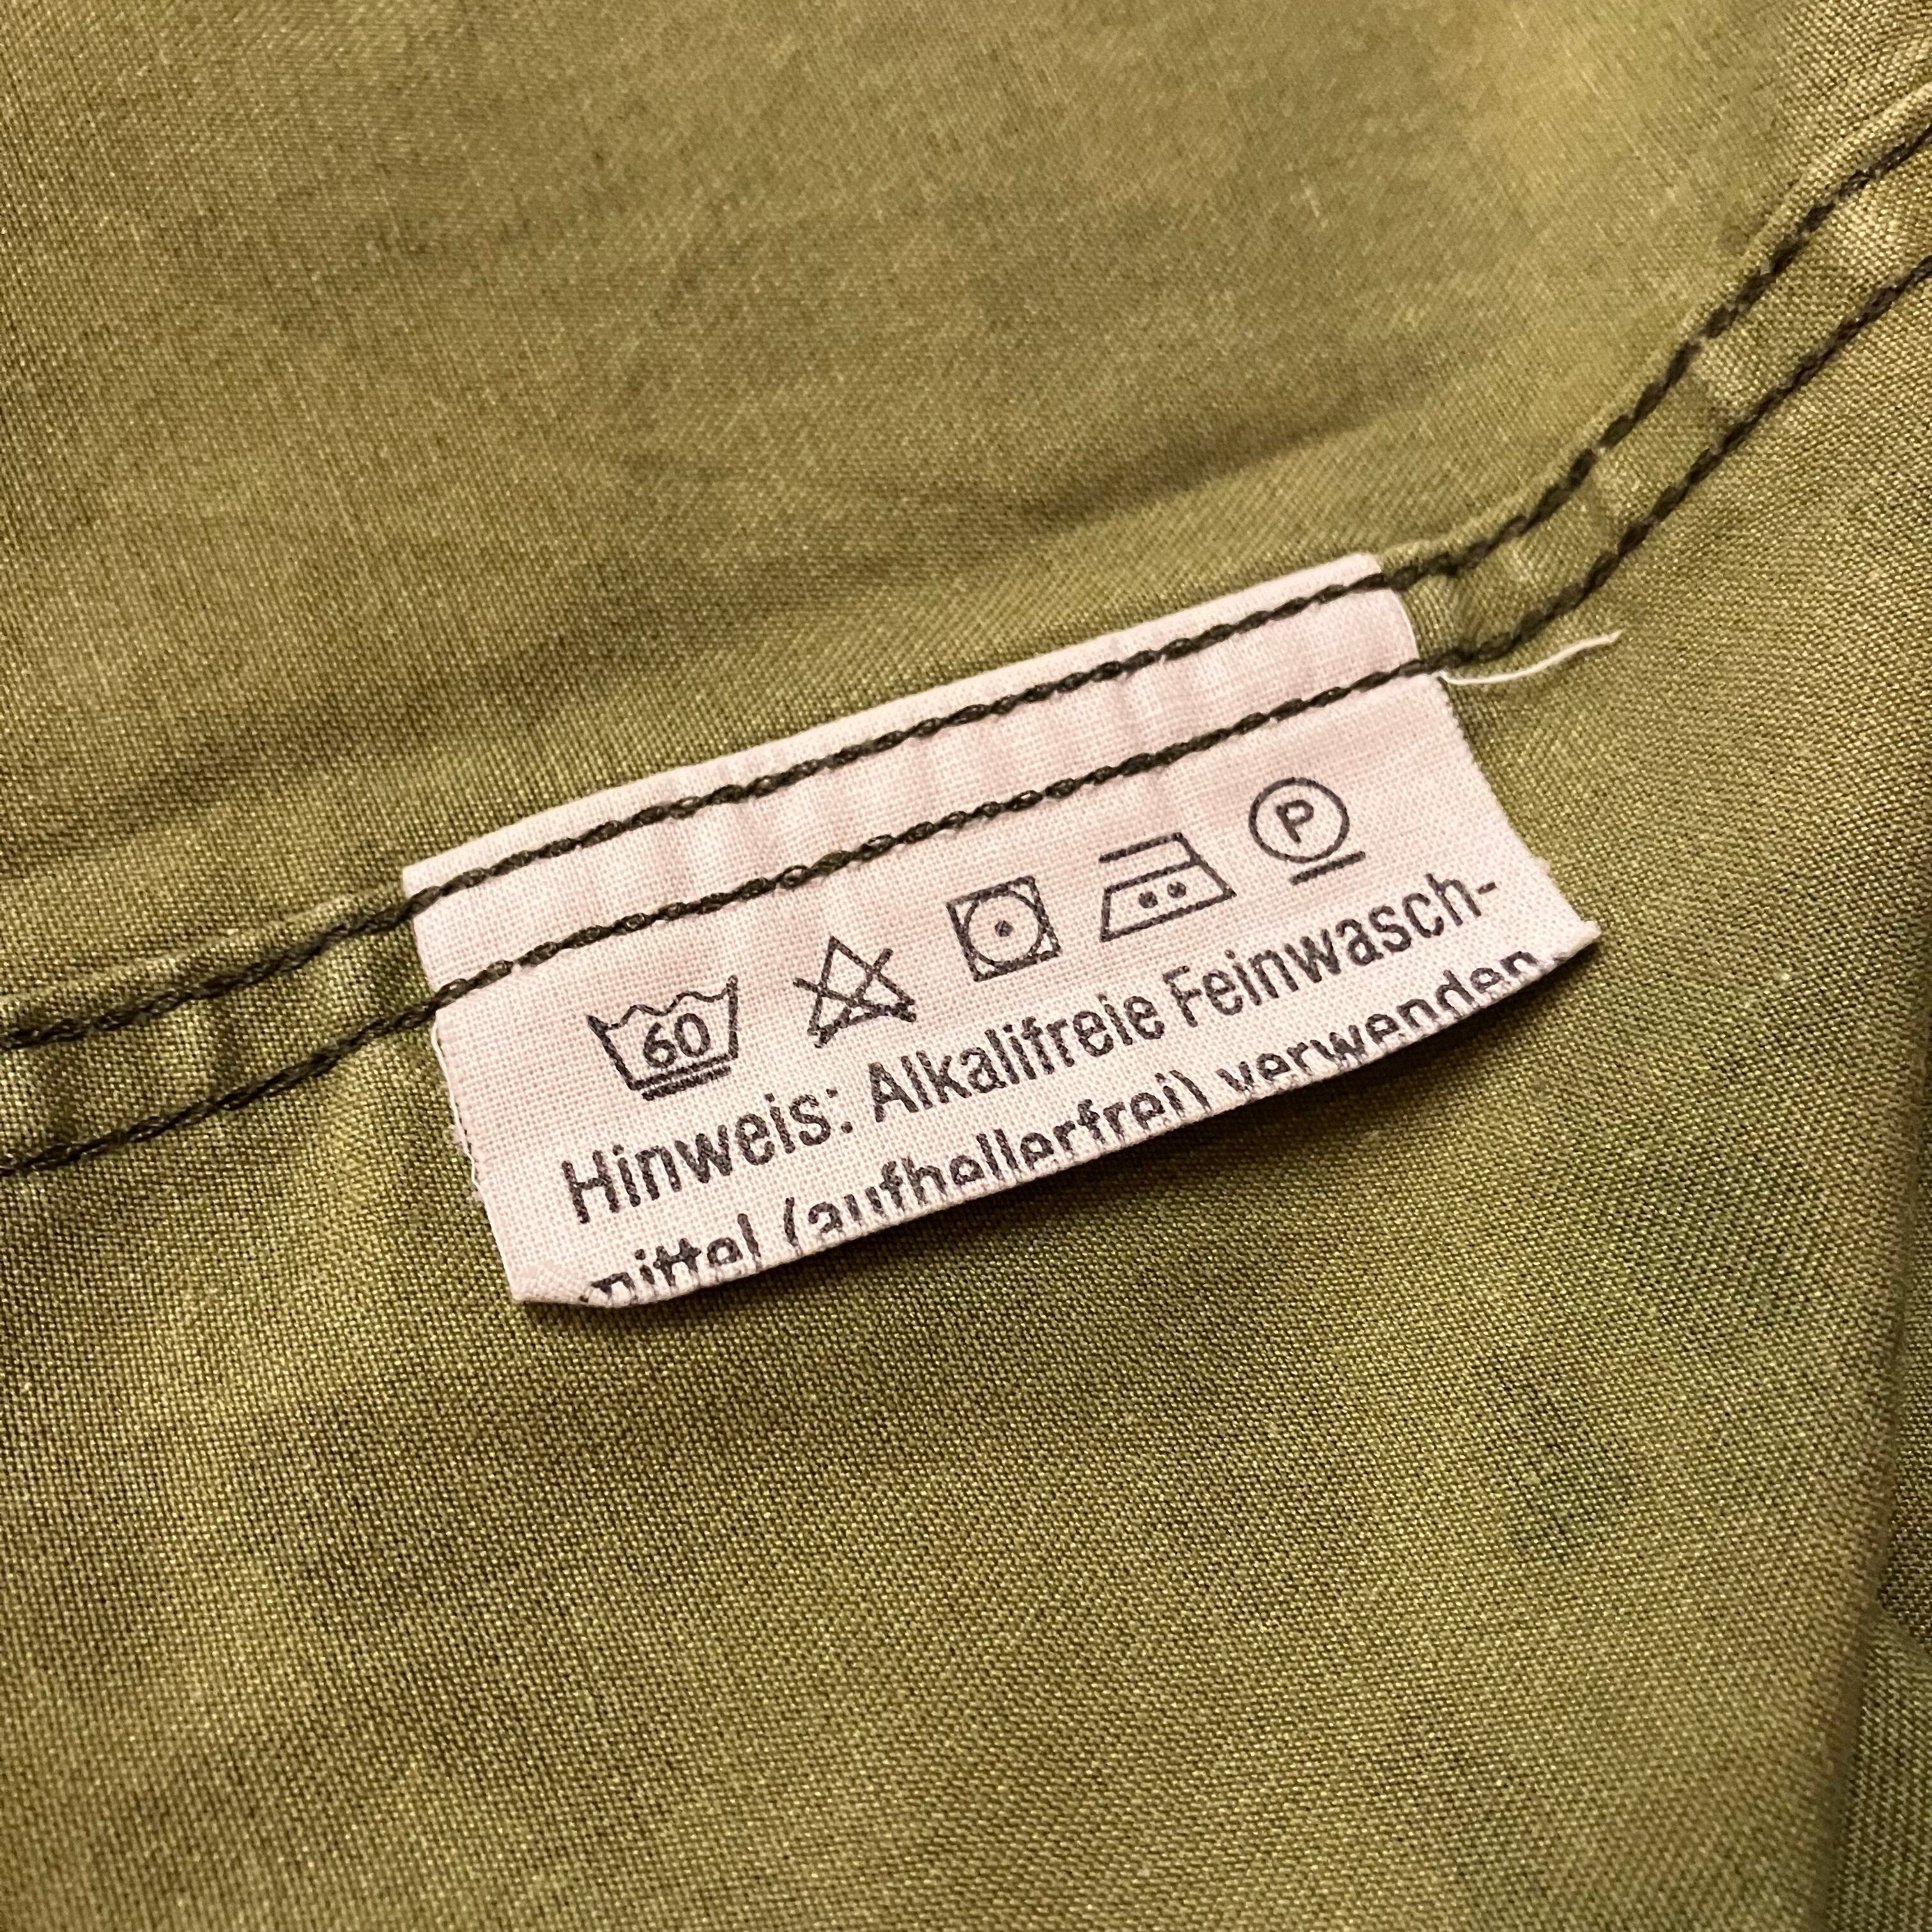 60 P
Hinweis: Alkalifreie Feinwasch-
mittel (aufhellerfrei) verwenden